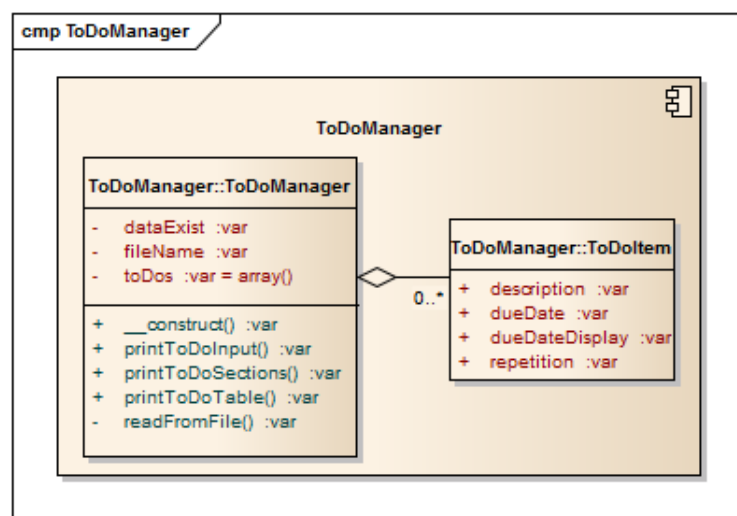 cmp ToDoManager
ToDoManager
ToDoManager::ToDoManager
- dataExist :var
- fileName :var
- toDos :var = array()
+ __construct() :var
+ printToDoInput() :var
+ printToDoSections() :var
+ printToDoTable() :var
- readFromFile() :var
0..*
ToDoManager::ToDoItem
+ description :var
+ dueDate :var
+ dueDateDisplay :var
+ repetition :var